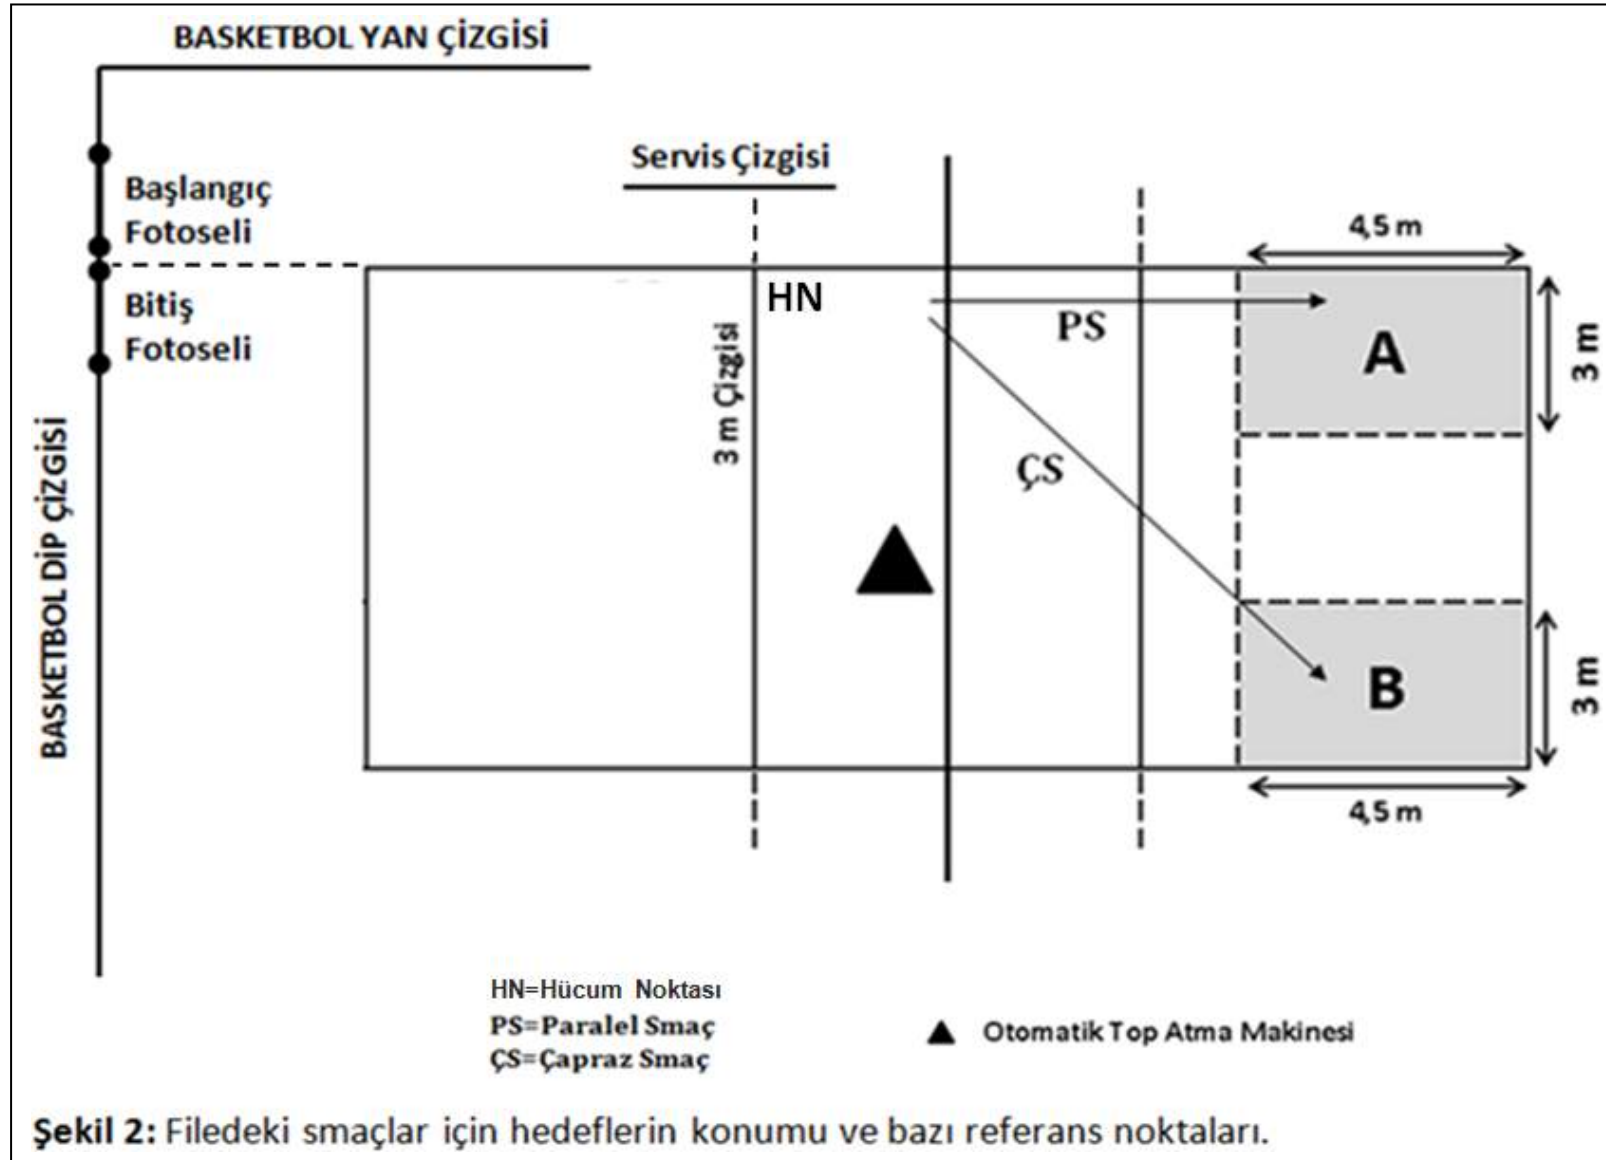 BASKETBOL YAN ÇİZGİSİ
Servis Çizgisi
Başlangıç
Fotoseli
Bitiş
Fotoseli
BASKETBOL DİP ÇİZGİSİ
HN
3 m Çizgisi
PS
ÇS
4,5 m
A
3 m
B
3 m
4,5 m
HN=Hücum Noktası
PS=Paralel Smaç
ÇS=Çapraz Smaç
Otomatik Top Atma Makinesi
Şekil 2: Filedeki smaçlar için hedeflerin konumu ve bazı referans noktaları.